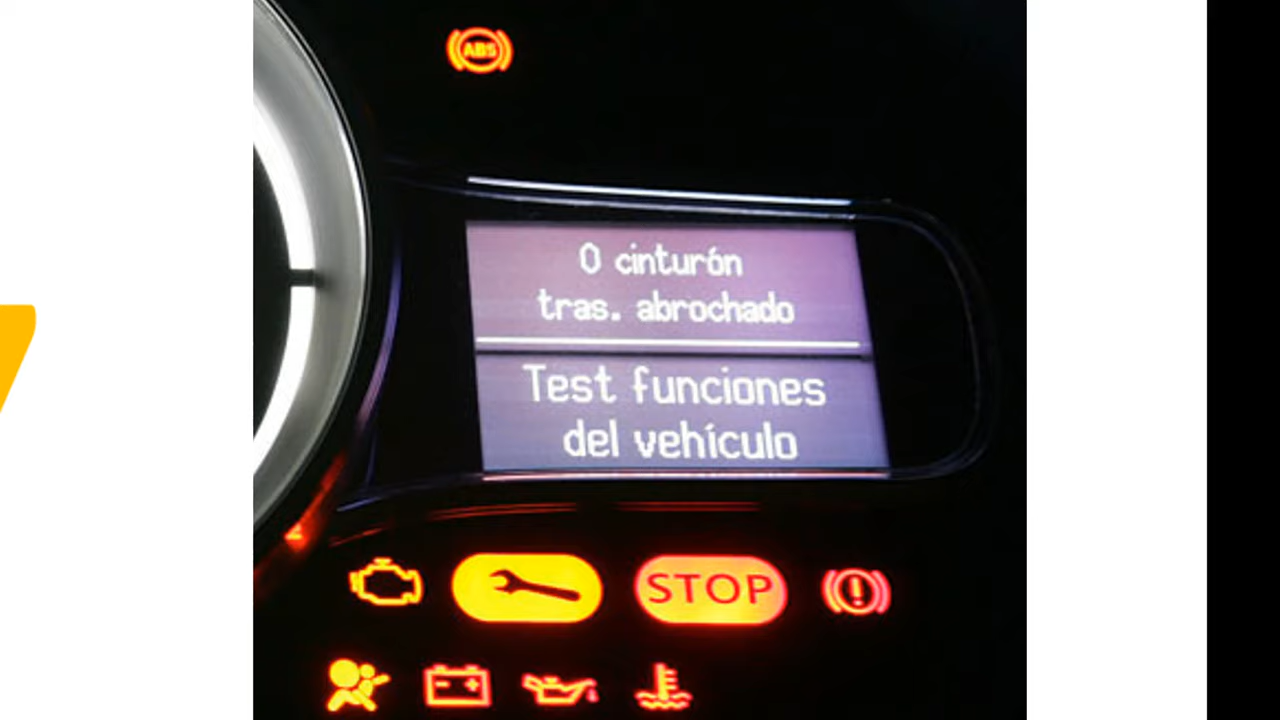 ABS
0 cinturón
tras. abrochado
Test funciones
del vehículo
STOP